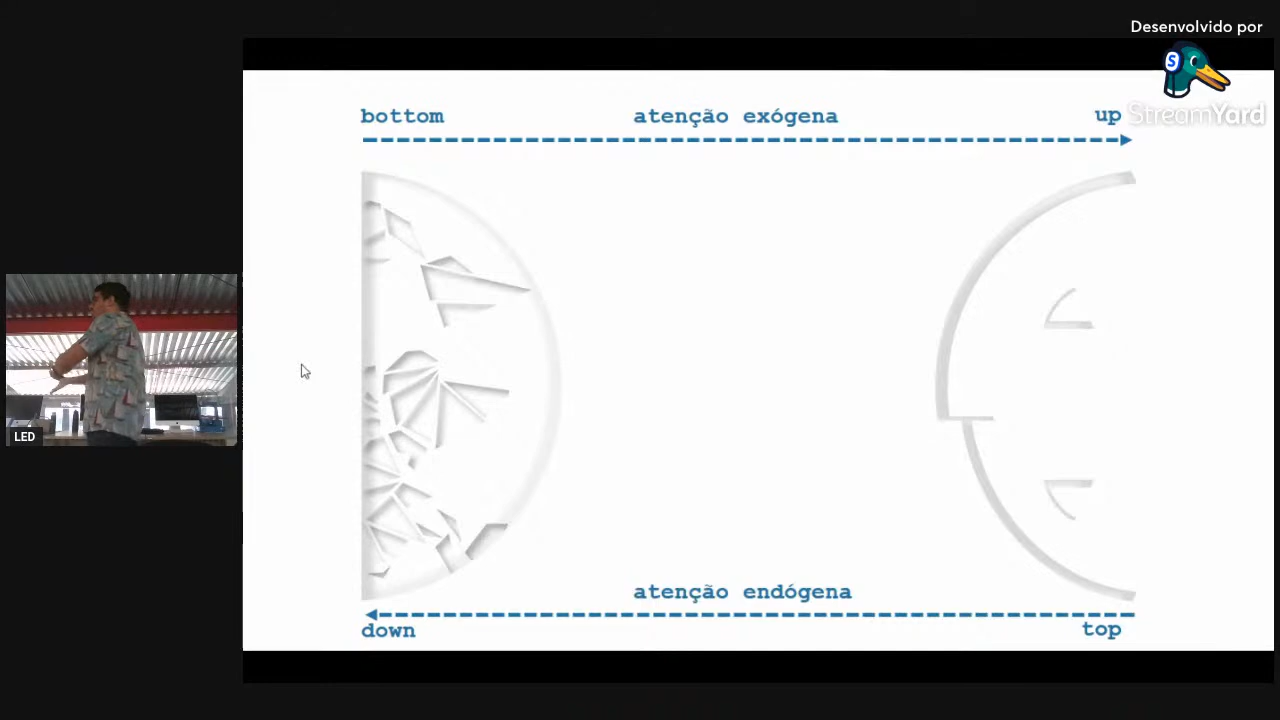 Desenvolvido por
StreamYard
bottom
atenção exógena
up
LED
atenção endógena
down
top